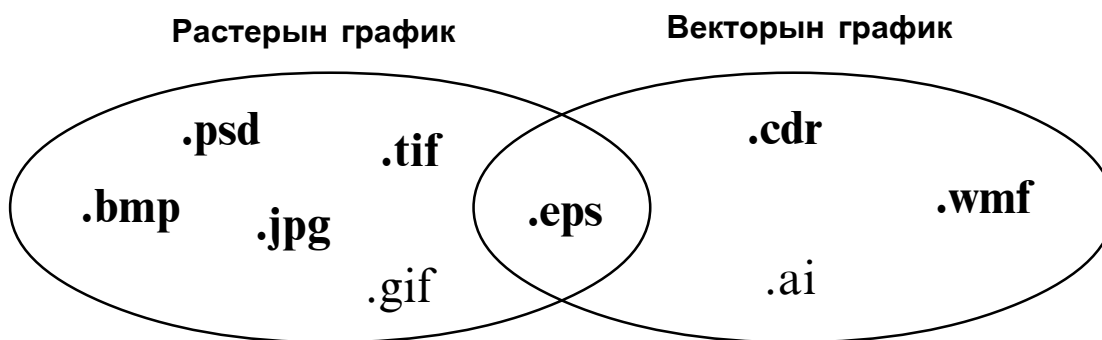 Растерын график
Векторын график
.psd
.tif
.bmp
.jpg
.gif
.eps
.cdr
.wmf
.ai